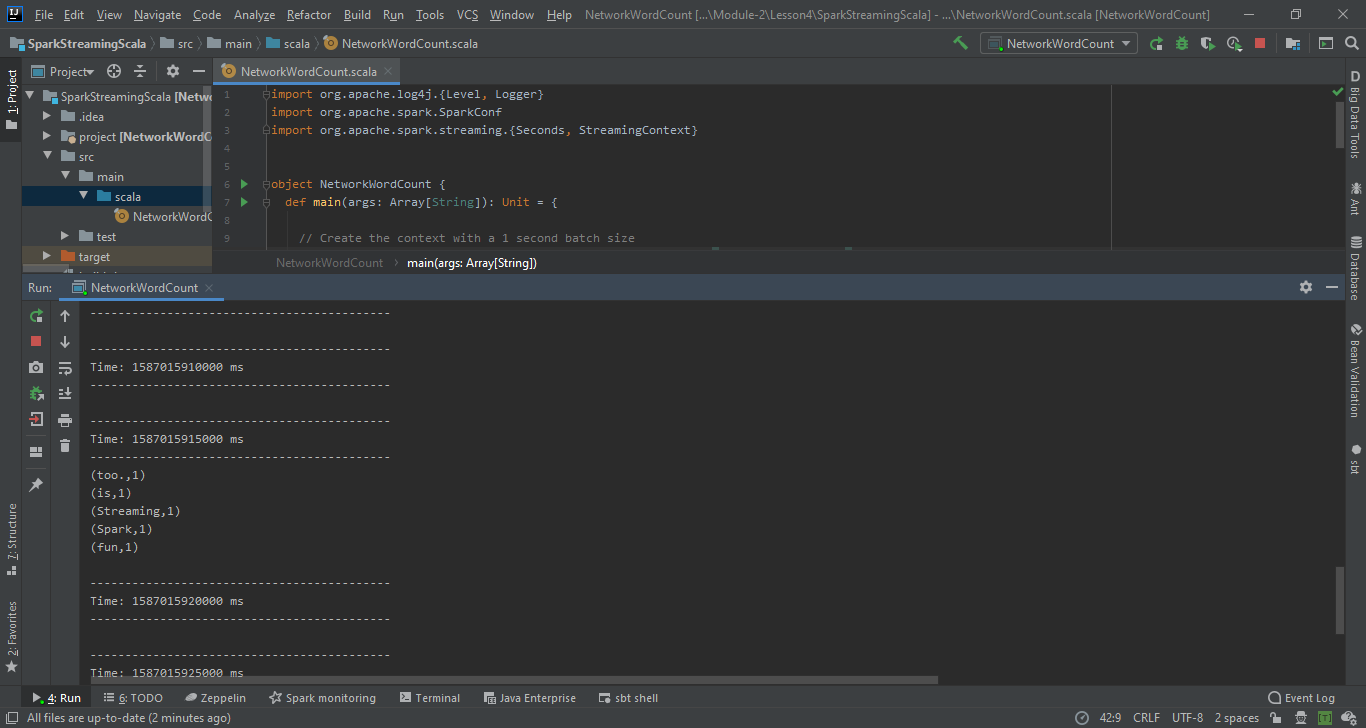 File Edit View Navigate Code Analyze Refactor Build Run Tools VCS Window Help NetworkWordCount [...\Module-2\Lesson4\SparkStreamingScala] - ...\NetworkWordCount.scala [NetworkWordCount]
SparkStreamingScala src main scala NetworkWordCount.scala NetworkWordCount
1: Project
Project
SparkStreamingScala [Netwo
.idea
project [NetworkWordC
src
main
scala
NetworkWordC
test
target
NetworkWordCount.scala
1 import org.apache.log4j.{Level, Logger}
2 import org.apache.spark.SparkConf
3 import org.apache.spark.streaming.{Seconds, StreamingContext}
4
5
6 object NetworkWordCount {
7 def main(args: Array[String]): Unit = {
8
9 // Create the context with a 1 second batch size
NetworkWordCount › main(args: Array[String])
D Big Data Tools
Ant
Database
Bean Validation
sbt
Run: NetworkWordCount
-------------------------------------------
-------------------------------------------
Time: 1587015910000 ms
-------------------------------------------
-------------------------------------------
Time: 1587015915000 ms
-------------------------------------------
(too.,1)
(is,1)
(Streaming,1)
(Spark,1)
(fun,1)
-------------------------------------------
Time: 1587015920000 ms
-------------------------------------------
-------------------------------------------
Time: 1587015925000 ms
7: Structure
2: Favorites
4: Run 6: TODO Zeppelin Spark monitoring Terminal Java Enterprise sbt shell Event Log
All files are up-to-date (2 minutes ago) 42:9 CRLF UTF-8 2 spaces